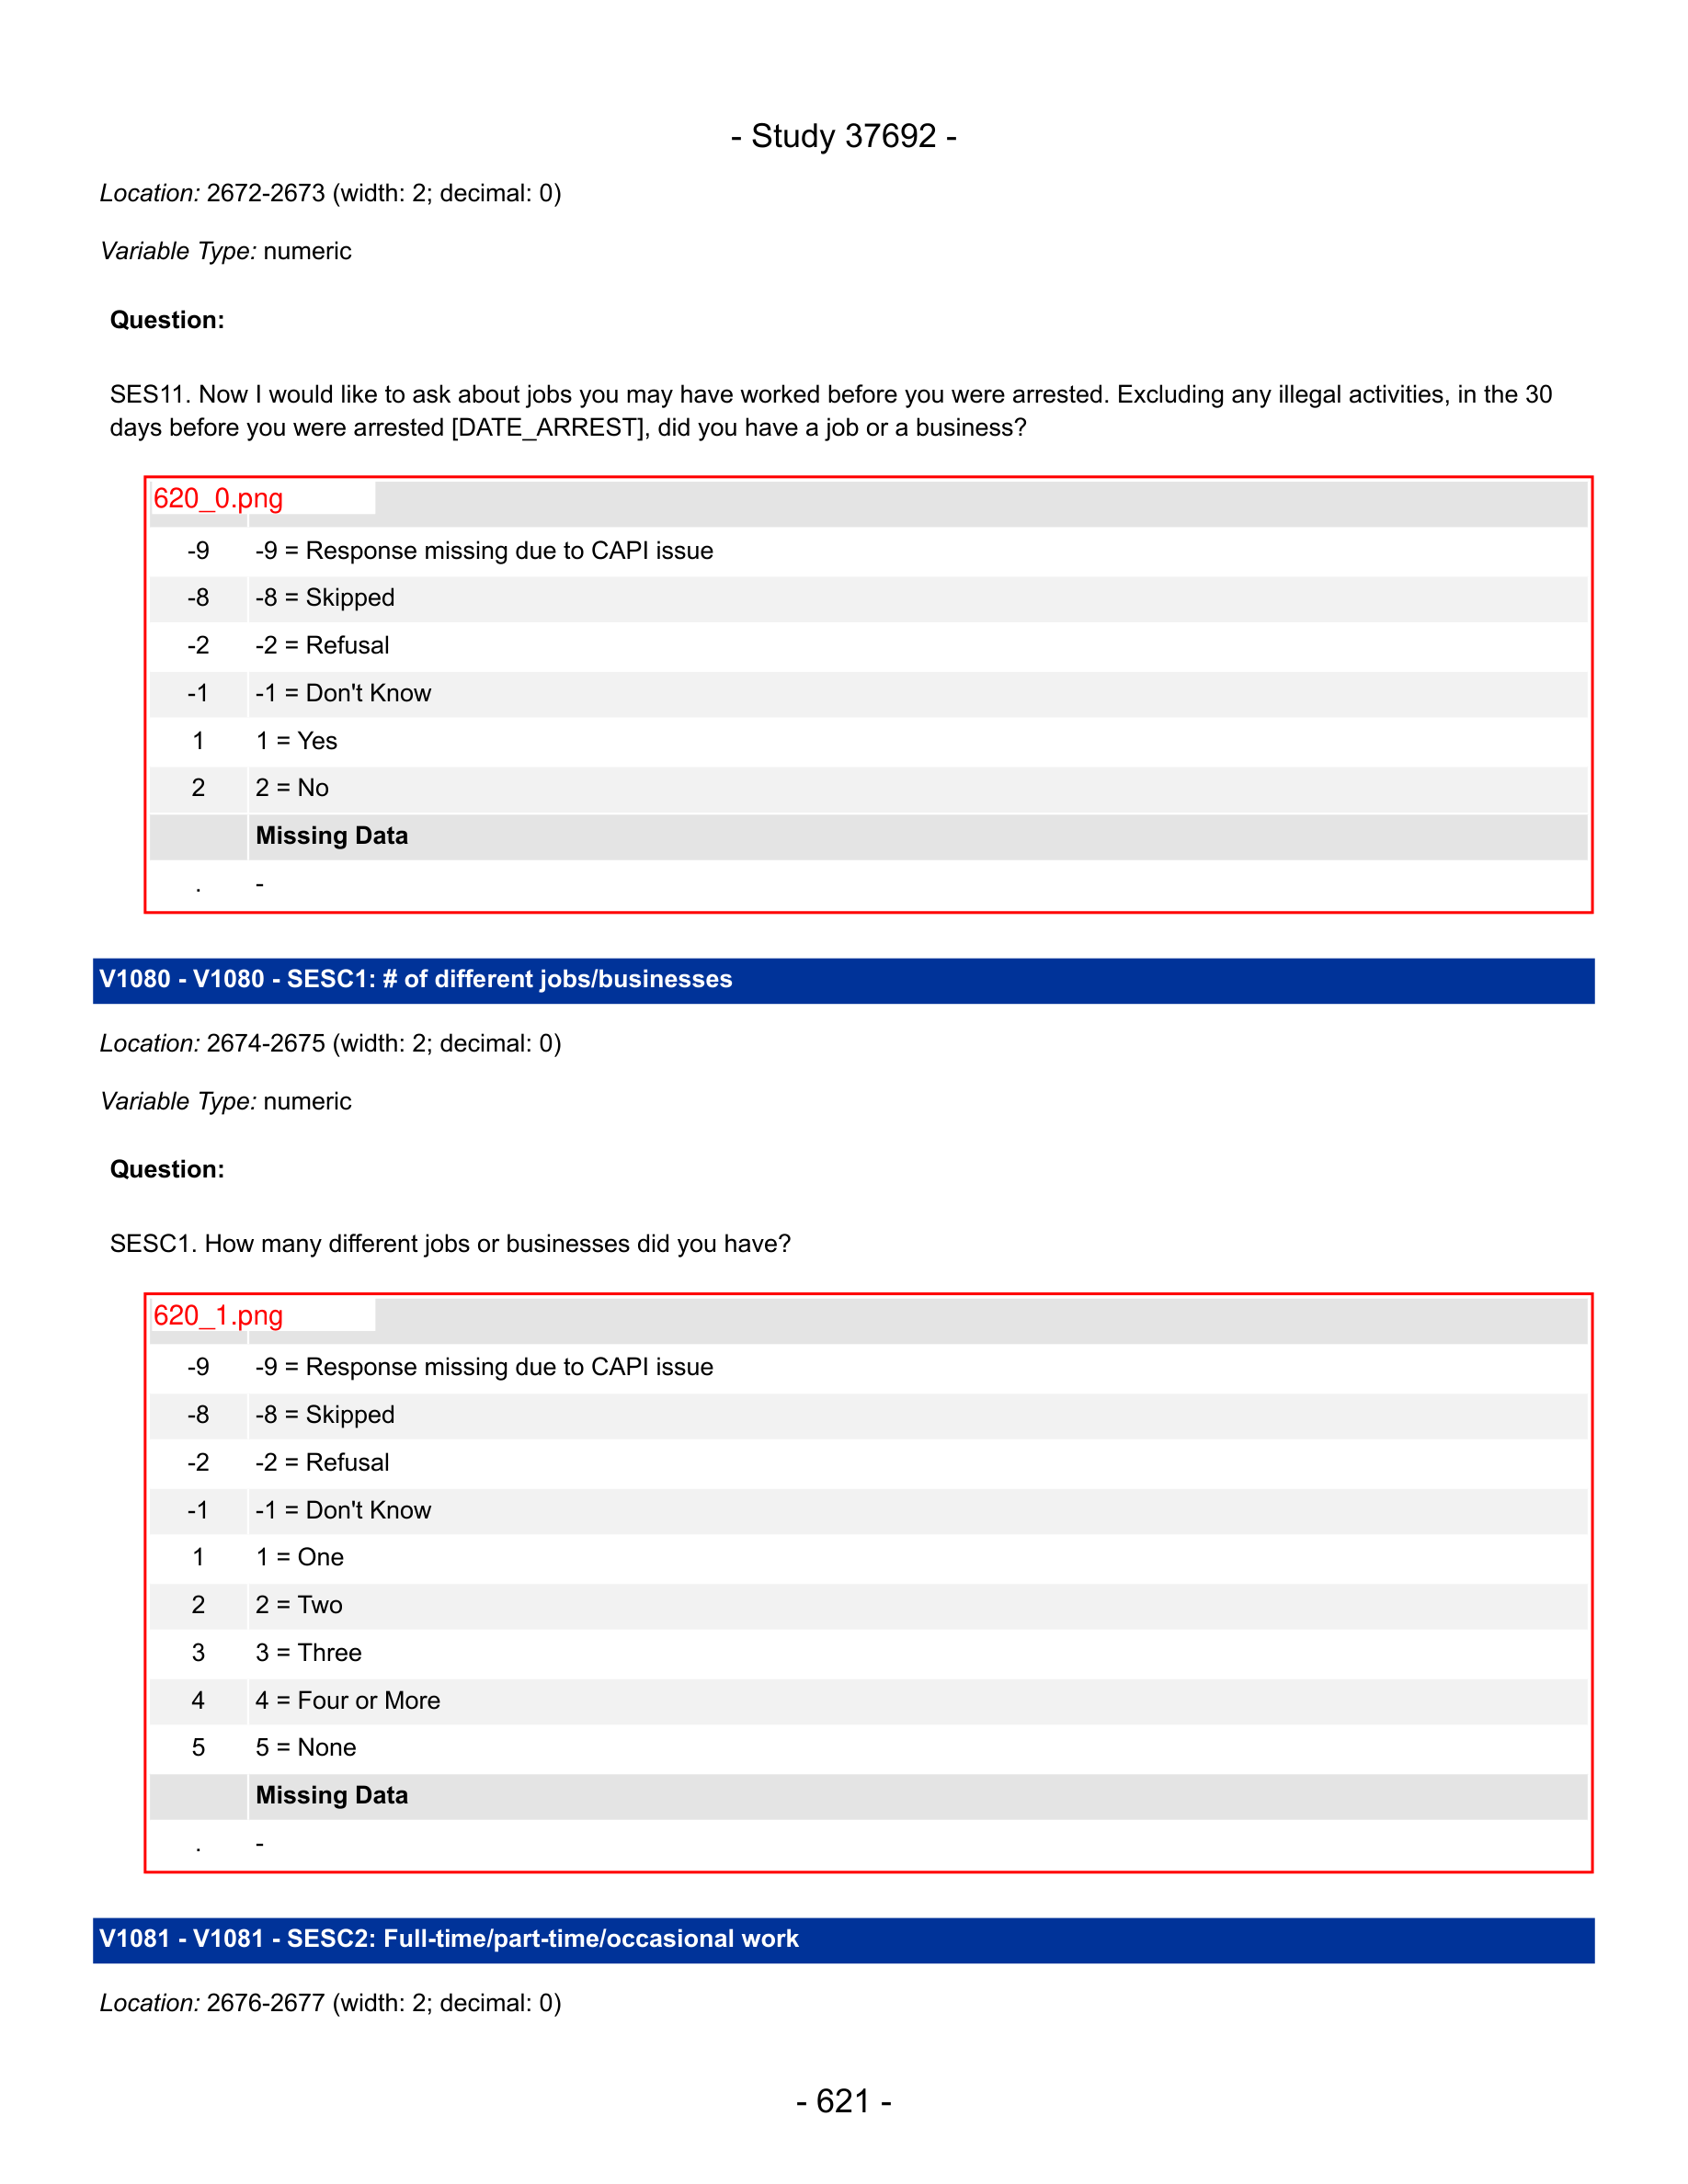 - Study 37692 -
Location: 2672-2673 (width: 2; decimal: 0)
Variable Type: numeric
Question:
SES11. Now I would like to ask about jobs you may have worked before you were arrested. Excluding any illegal activities, in the 30
days before you were arrested [DATE_ARREST], did you have a job or a business?
620_0.png
-9 -9 = Response missing due to CAPI issue
-8 -8 = Skipped
-2 -2 = Refusal
-1 -1 = Don't Know
1 1 = Yes
2 2 = No
Missing Data
. -
V1080 - V1080 - SESC1: # of different jobs/businesses
Location: 2674-2675 (width: 2; decimal: 0)
Variable Type: numeric
Question:
SESC1. How many different jobs or businesses did you have?
620_1.png
-9 -9 = Response missing due to CAPI issue
-8 -8 = Skipped
-2 -2 = Refusal
-1 -1 = Don't Know
1 1 = One
2 2 = Two
3 3 = Three
4 4 = Four or More
5 5 = None
Missing Data
. -
V1081 - V1081 - SESC2: Full-time/part-time/occasional work
Location: 2676-2677 (width: 2; decimal: 0)
- 621 -